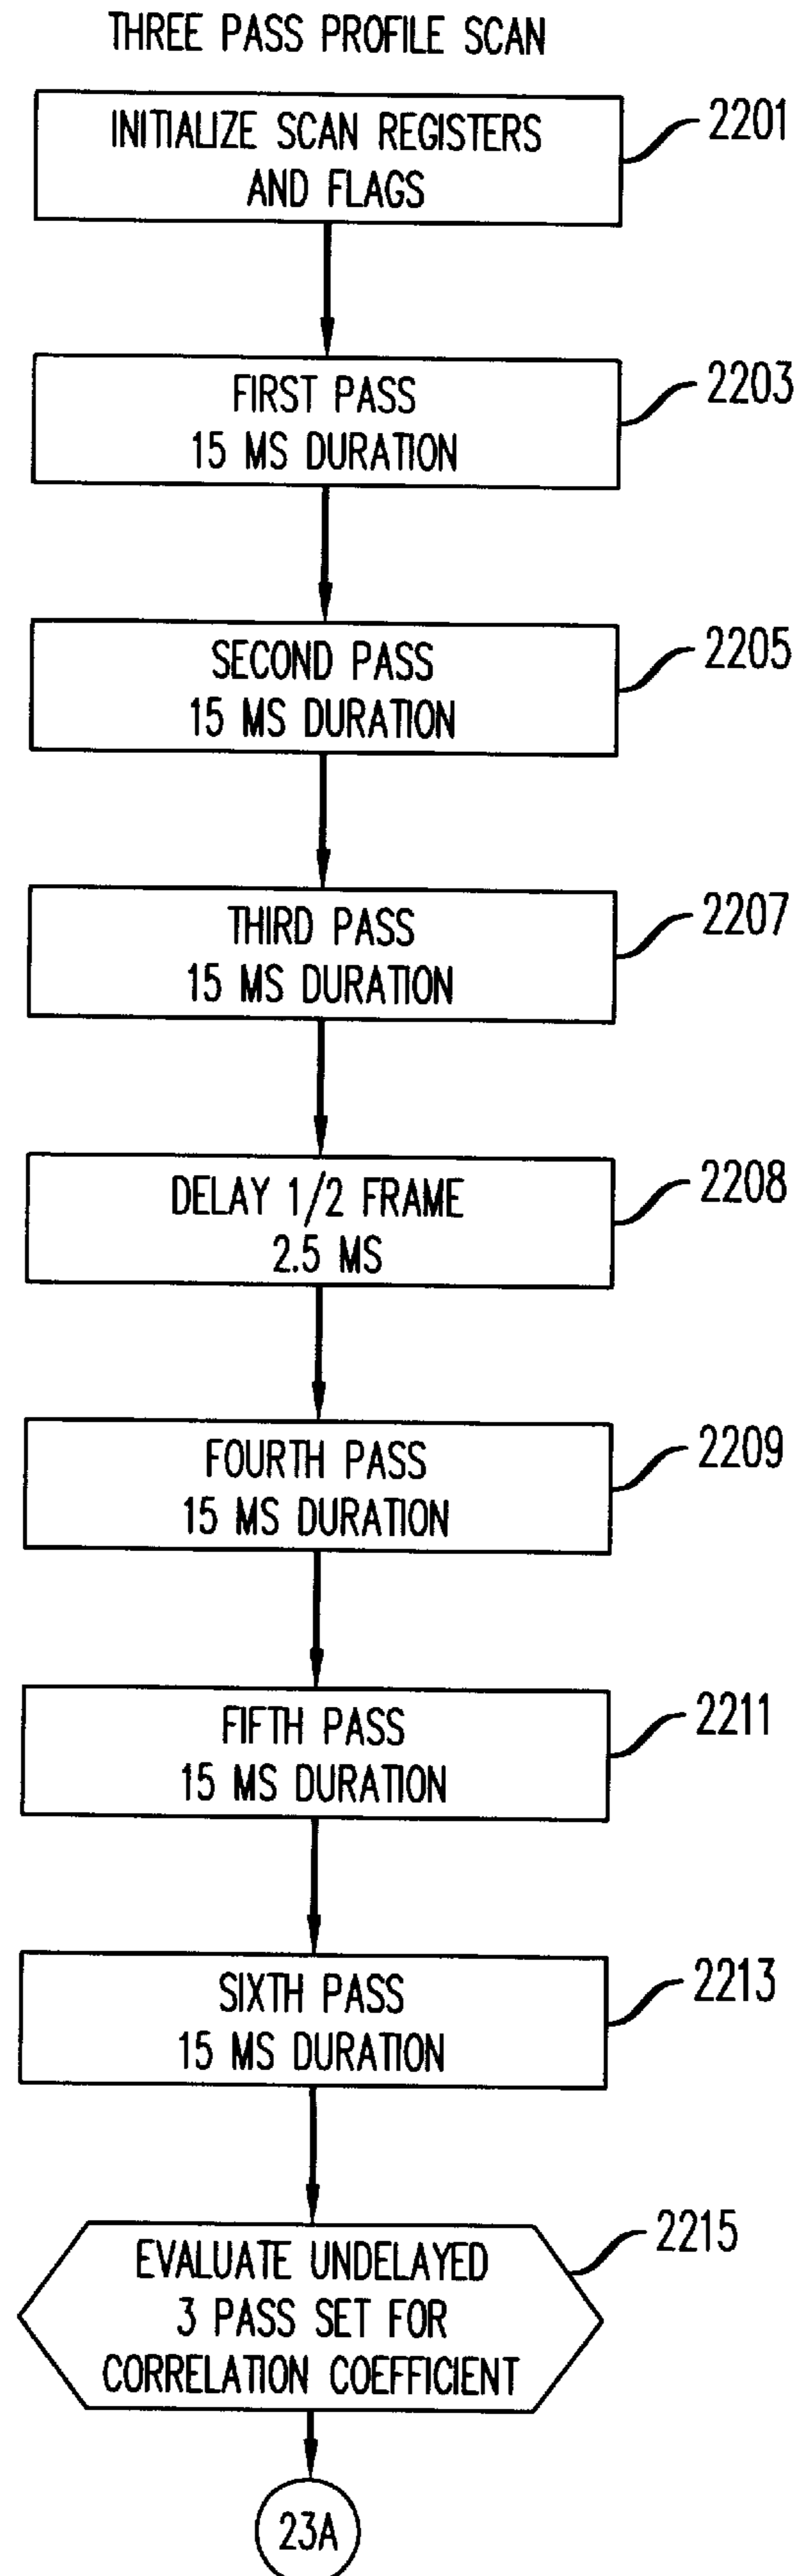 THREE PASS PROFILE SCAN
INITIALIZE SCAN REGISTERS
AND FLAGS
2201
FIRST PASS
15 MS DURATION
2203
SECOND PASS
15 MS DURATION
2205
THIRD PASS
15 MS DURATION
2207
DELAY 1/2 FRAME
2.5 MS
2208
FOURTH PASS
15 MS DURATION
2209
FIFTH PASS
15 MS DURATION
2211
SIXTH PASS
15 MS DURATION
2213
EVALUATE UNDELAYED
3 PASS SET FOR
CORRELATION COEFFICIENT
2215
23A